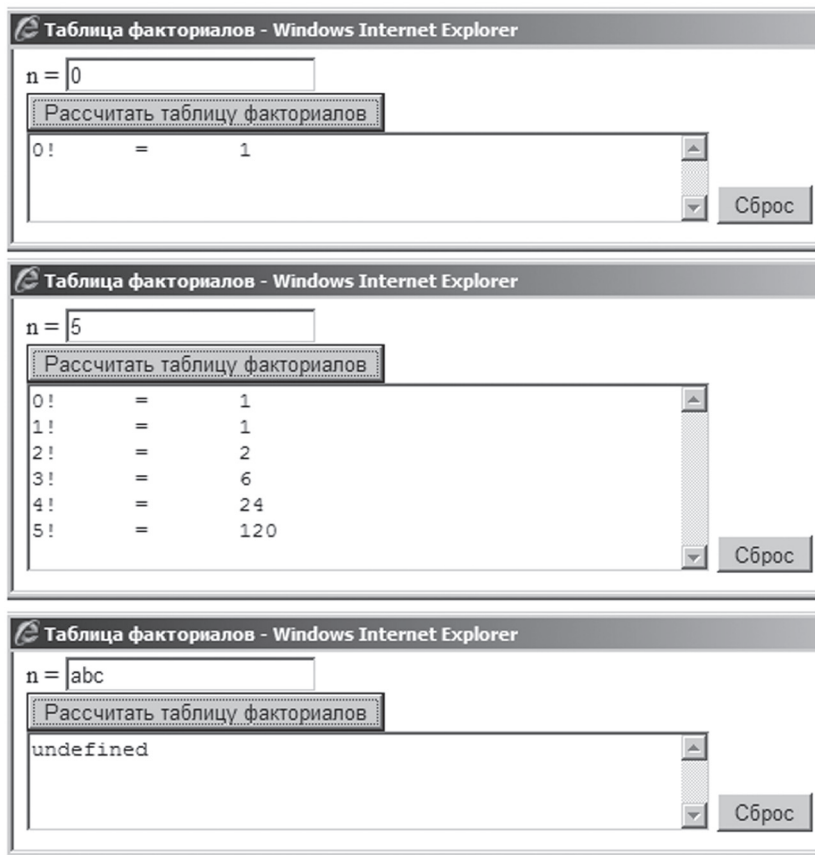 Таблица факториалов - Windows Internet Explorer
n = 0
Рассчитать таблицу факториалов
0! = 1
Сброс
Таблица факториалов - Windows Internet Explorer
n = 5
Рассчитать таблицу факториалов
0! = 1
1! = 1
2! = 2
3! = 6
4! = 24
5! = 120
Сброс
Таблица факториалов - Windows Internet Explorer
n = abc
Рассчитать таблицу факториалов
undefined
Сброс